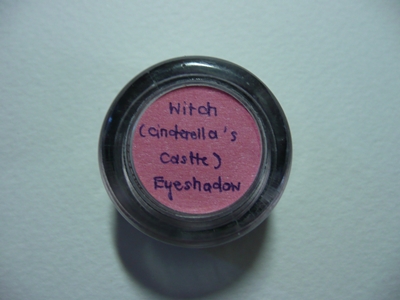 Witch
(Cinderella's
Castle)
Eyeshadow